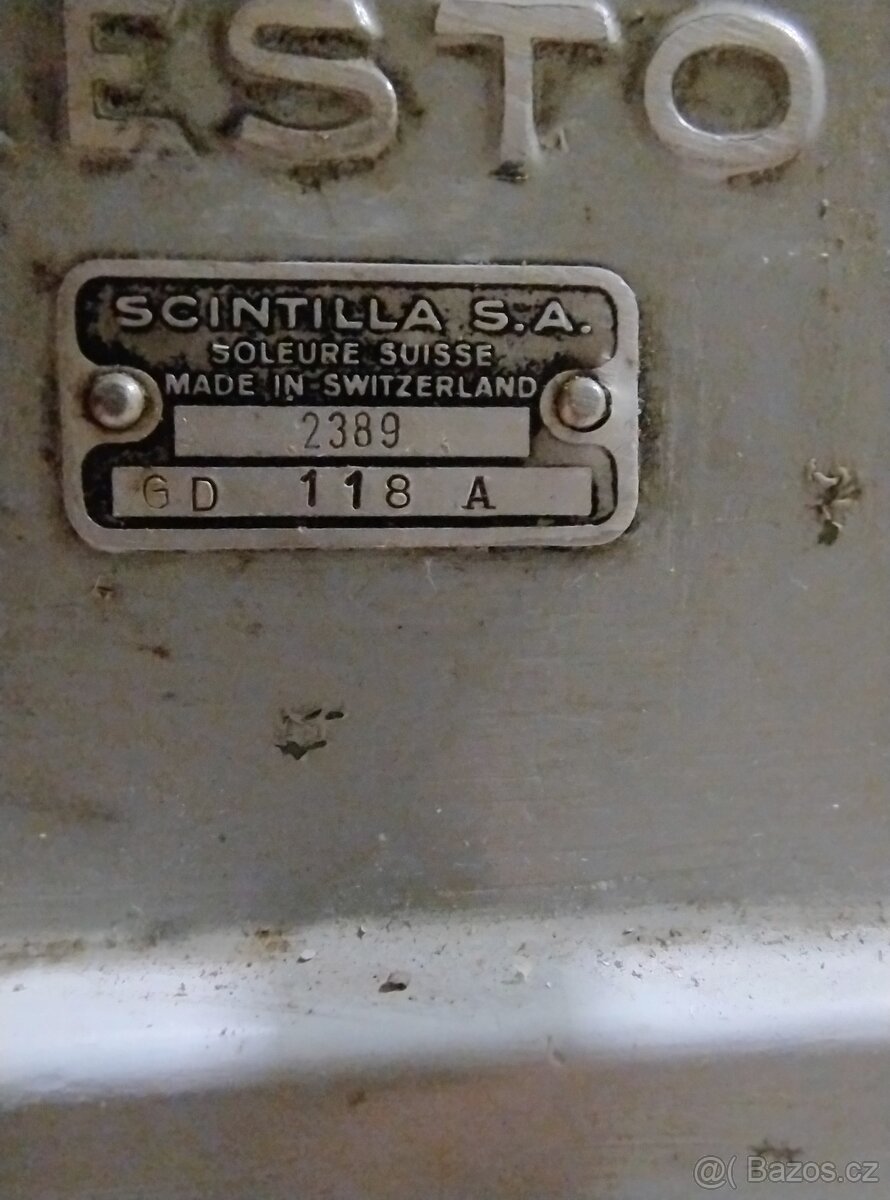 ESTO
SCINTILLA S.A.
SOLEURE SUISSE
MADE IN SWITZERLAND
2389
GD 118 A
@( Bazos.cz